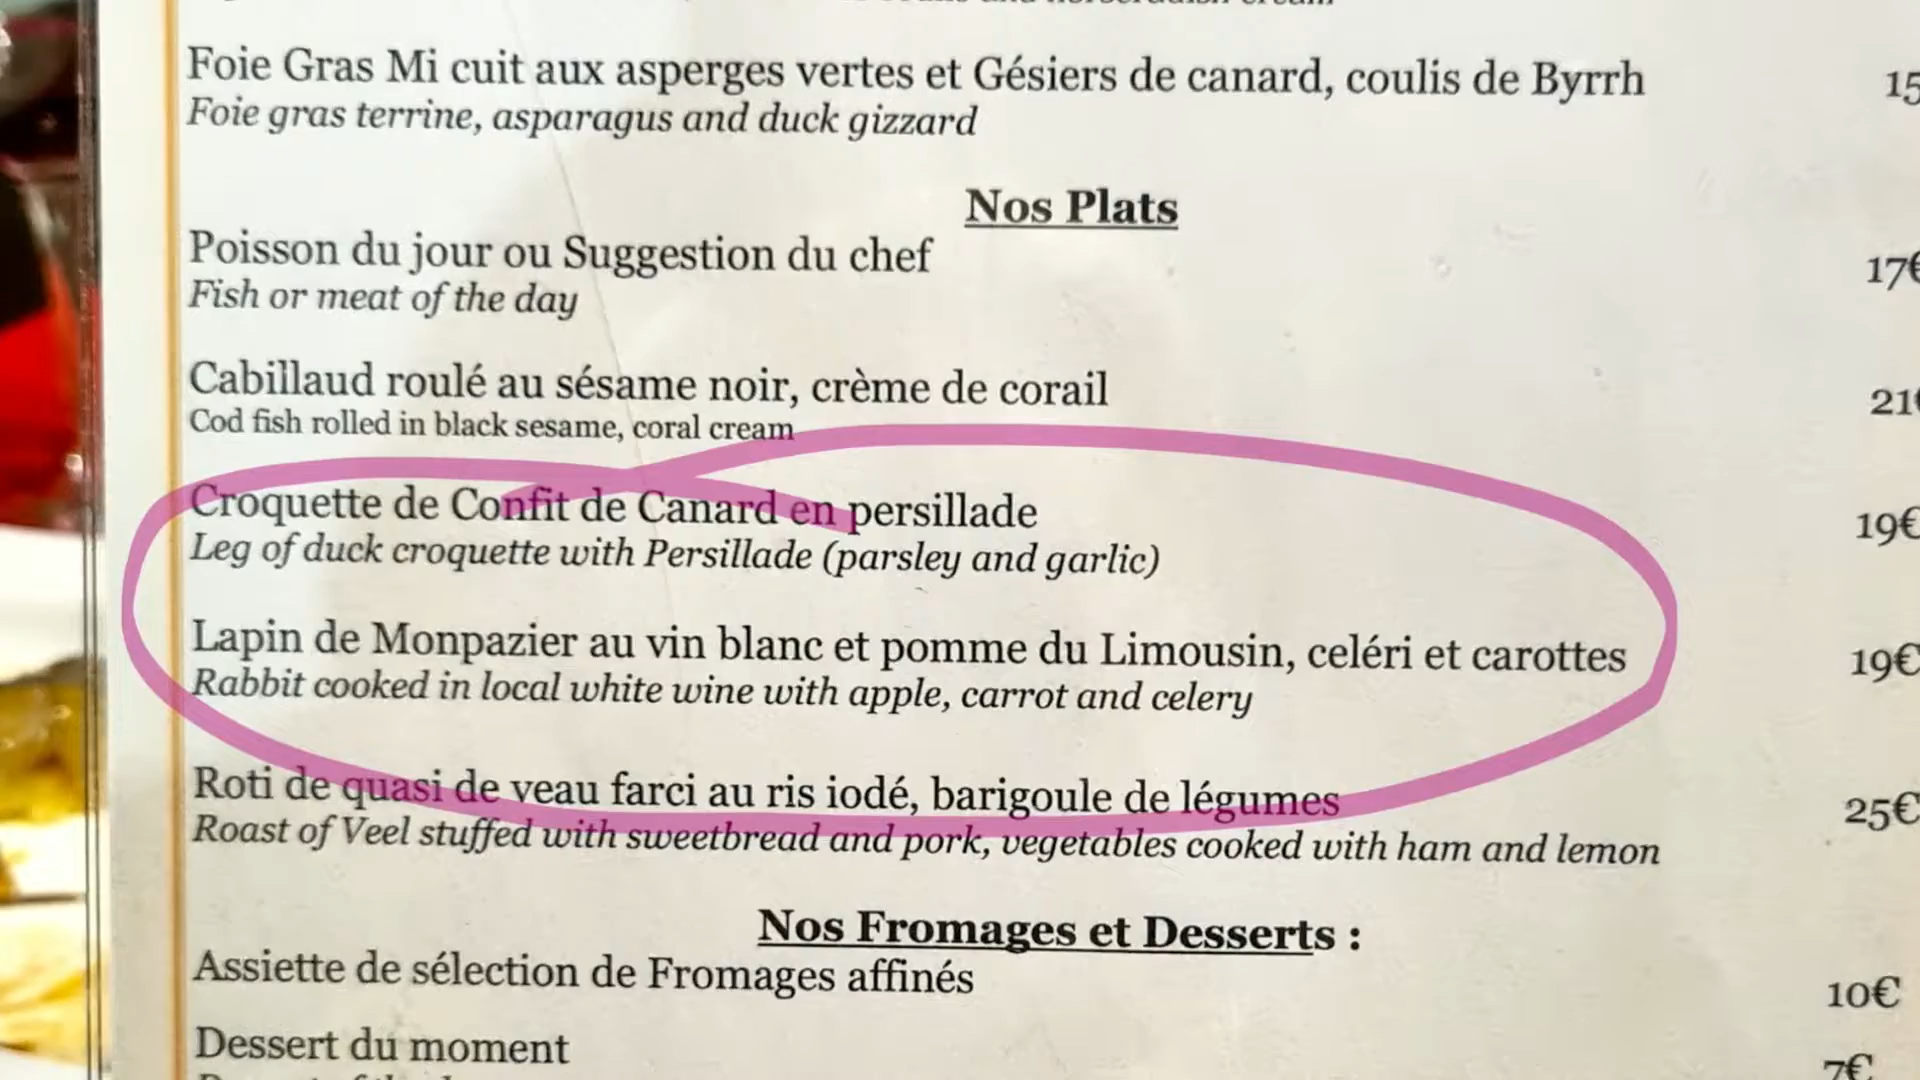 Foie Gras Mi cuit aux asperges vertes et Gésiers de canard, coulis de Byrrh 15
Foie gras terrine, asparagus and duck gizzard
Nos Plats
Poisson du jour ou Suggestion du chef 17€
Fish or meat of the day
Cabillaud roulé au sésame noir, crème de corail 21€
Cod fish rolled in black sesame, coral cream
Croquette de Confit de Canard en persillade 19€
Leg of duck croquette with Persillade (parsley and garlic)
Lapin de Monpazier au vin blanc et pomme du Limousin, celéri et carottes 19€
Rabbit cooked in local white wine with apple, carrot and celery
Roti de quasi de veau farci au ris iodé, barigoule de légumes 25€
Roast of Veel stuffed with sweetbread and pork, vegetables cooked with ham and lemon
Nos Fromages et Desserts :
Assiette de sélection de Fromages affinés 10€
Dessert du moment 7€